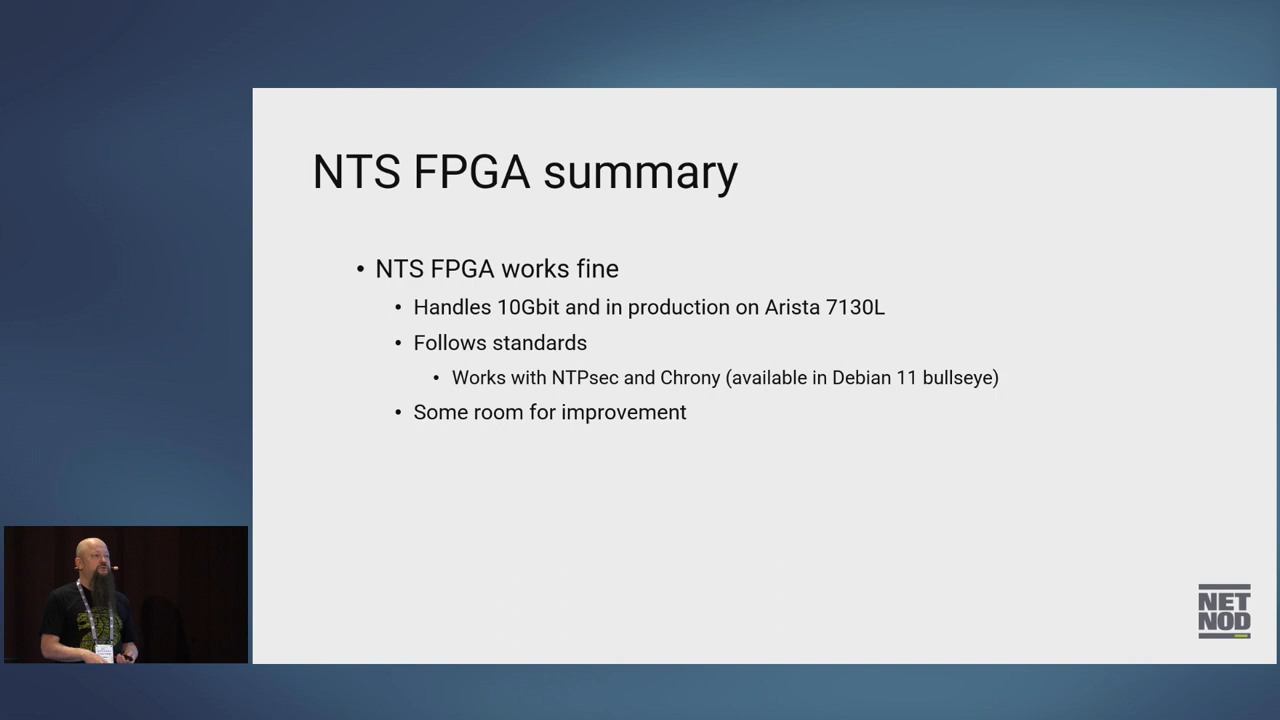 NTS FPGA summary
• NTS FPGA works fine
• Handles 10Gbit and in production on Arista 7130L
• Follows standards
• Works with NTPsec and Chrony (available in Debian 11 bullseye)
• Some room for improvement
NET
NOD